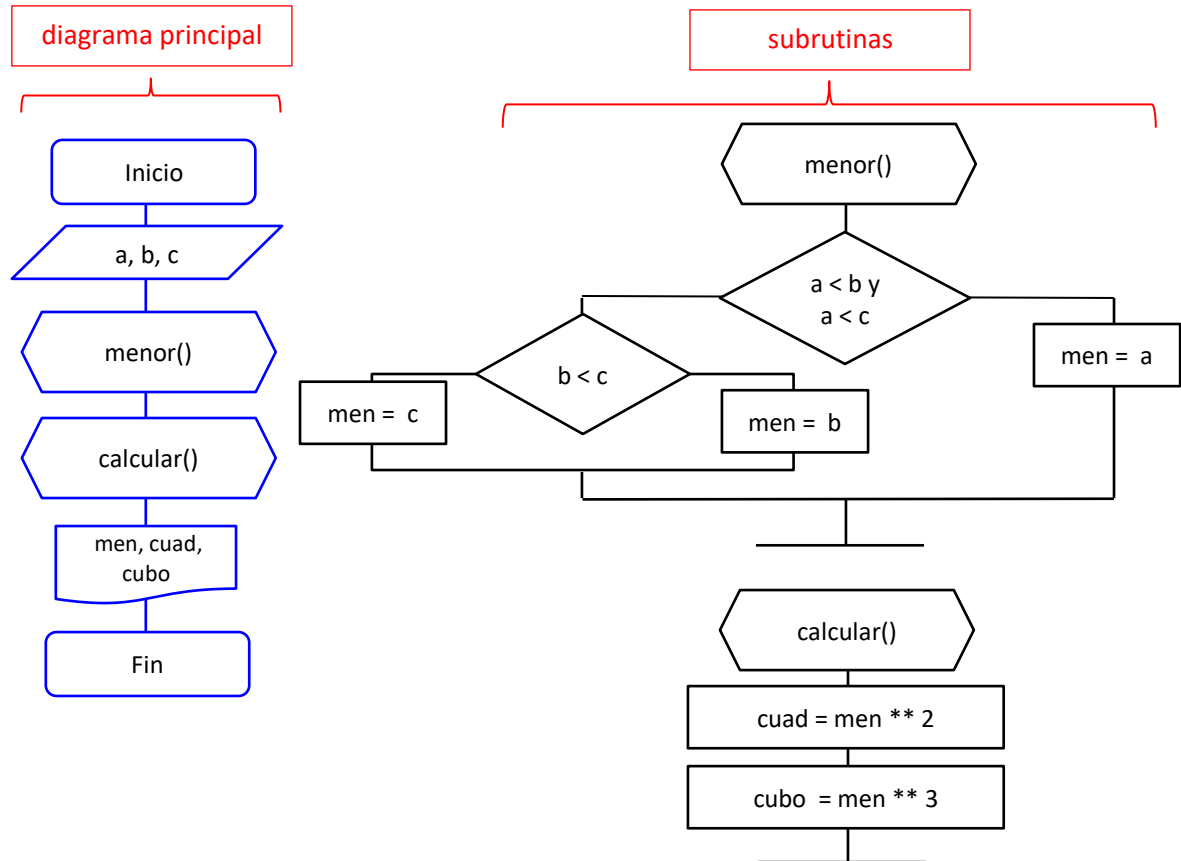 diagrama principal
Inicio
a, b, c
menor()
calcular()
men, cuad,
cubo
Fin
subrutinas
menor()
a < b y
a < c
men =  a
b < c
men =  c
men =  b
calcular()
cuad = men ** 2
cubo  = men ** 3